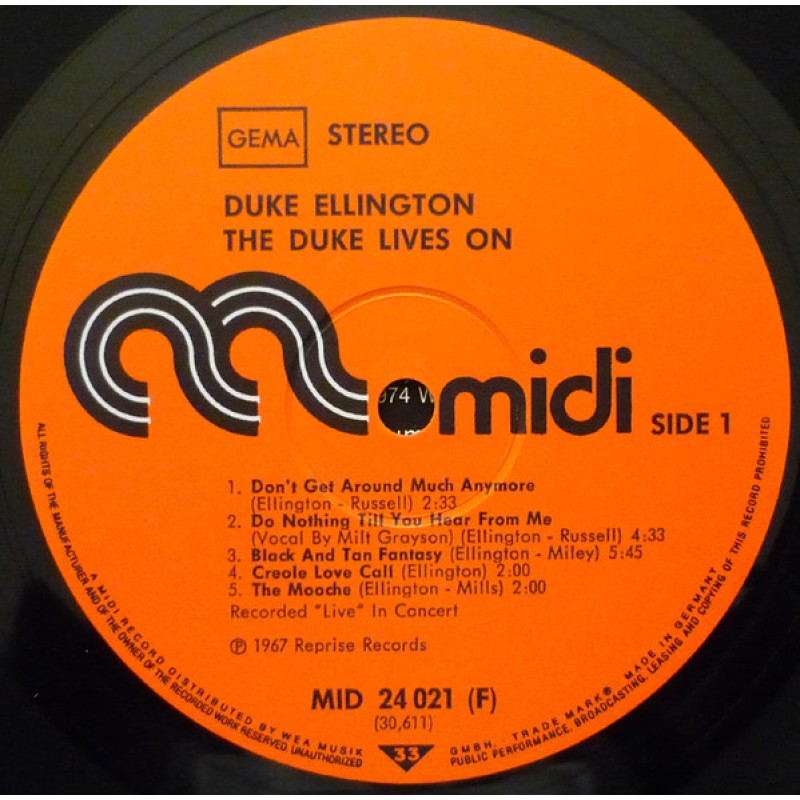 GEMA STEREO
DUKE ELLINGTON
THE DUKE LIVES ON
midi SIDE 1
974 W
1. Don't Get Around Much Anymore
(Ellington - Russell) 2:33
2. Do Nothing Till You Hear From Me
(Vocal By Milt Grayson) (Ellington - Russell) 4:33
3. Black And Tan Fantasy (Ellington - Miley) 5:45
4. Creole Love Call (Ellington) 2:00
5. The Mooche (Ellington - Mills) 2:00
Recorded "Live" In Concert
℗ 1967 Reprise Records
MID 24 021 (F)
(30,611)
33
A MIDI RECORD DISTRIBUTED BY WEA MUSIK GMBH. . TRADE MARK®. MADE IN GERMANY
ALL RIGHTS OF THE MANUFACTURER AND OF THE OWNER OF THE RECORDED WORK RESERVED. UNAUTHORIZED PUBLIC PERFORMANCE, BROADCASTING, LEASING AND COPYING OF THIS RECORD PROHIBITED